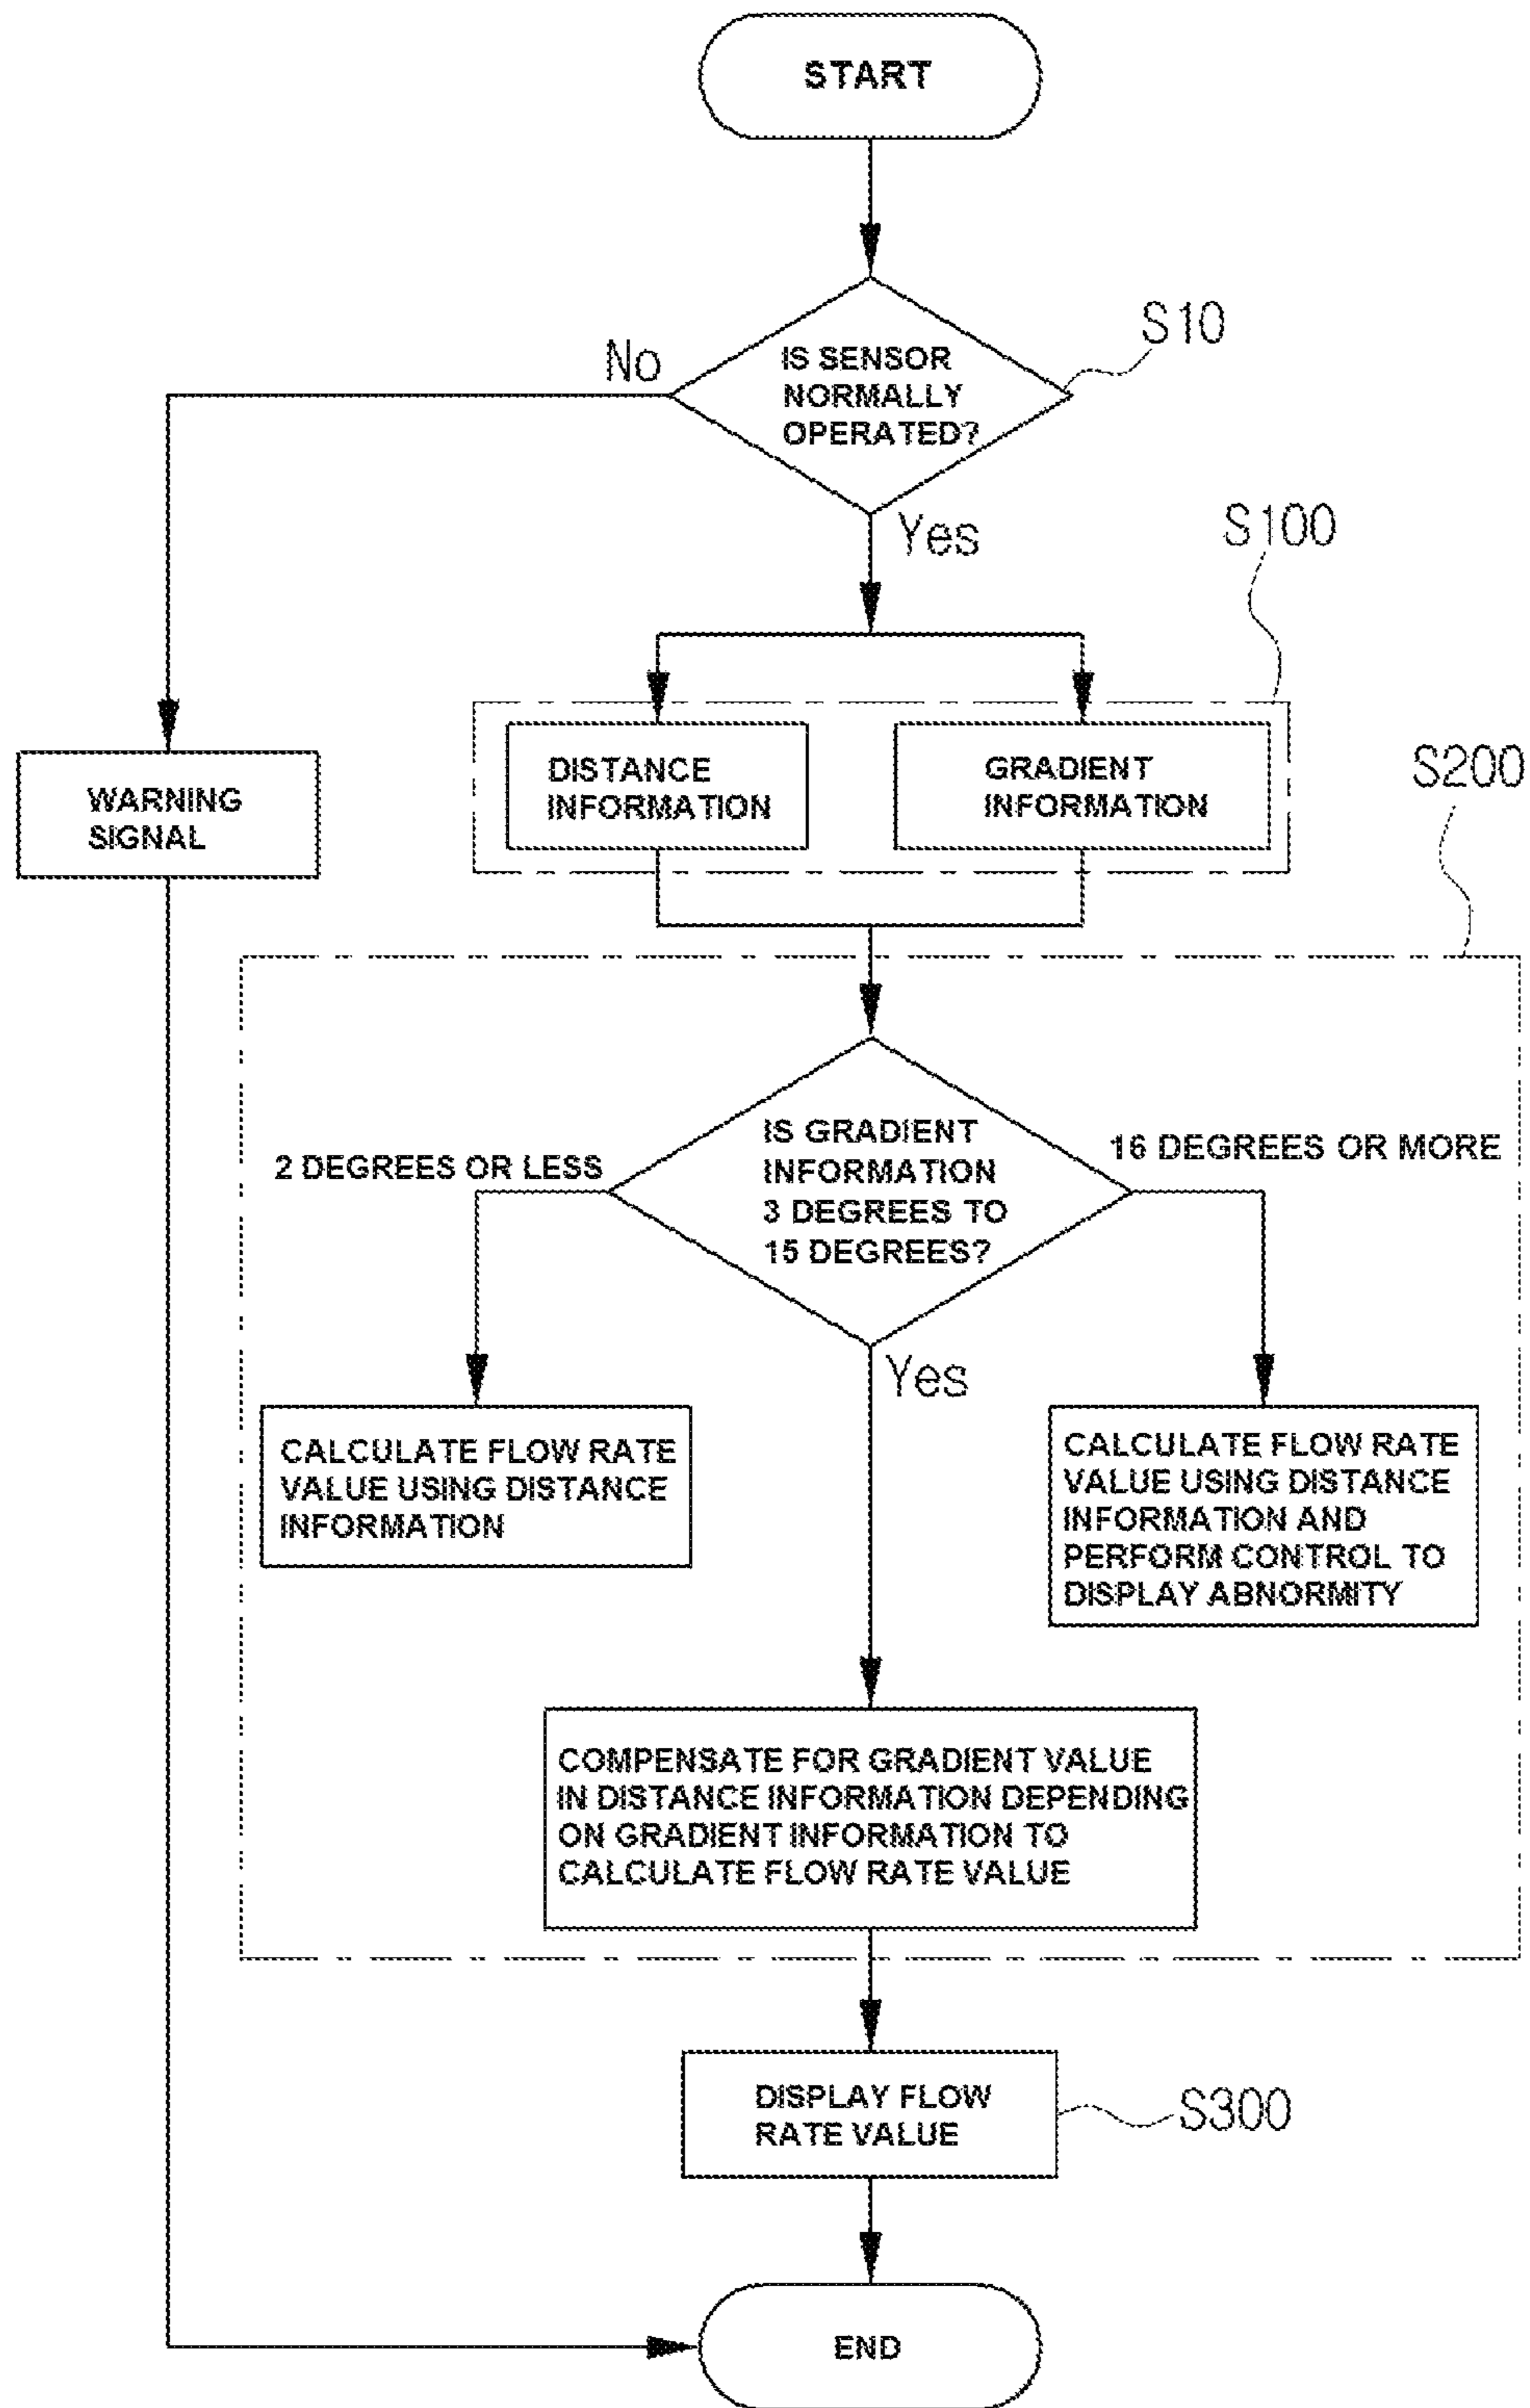 START
S10
No
IS SENSOR
NORMALLY
OPERATED?
Yes
S100
DISTANCE
INFORMATION
GRADIENT
INFORMATION
S200
WARNING
SIGNAL
2 DEGREES OR LESS
IS GRADIENT
INFORMATION
3 DEGREES TO
15 DEGREES?
16 DEGREES OR MORE
Yes
CALCULATE FLOW RATE
VALUE USING DISTANCE
INFORMATION
CALCULATE FLOW RATE
VALUE USING DISTANCE
INFORMATION AND
PERFORM CONTROL TO
DISPLAY ABNORMITY
COMPENSATE FOR GRADIENT VALUE
IN DISTANCE INFORMATION DEPENDING
ON GRADIENT INFORMATION TO
CALCULATE FLOW RATE VALUE
DISPLAY FLOW
RATE VALUE
S300
END